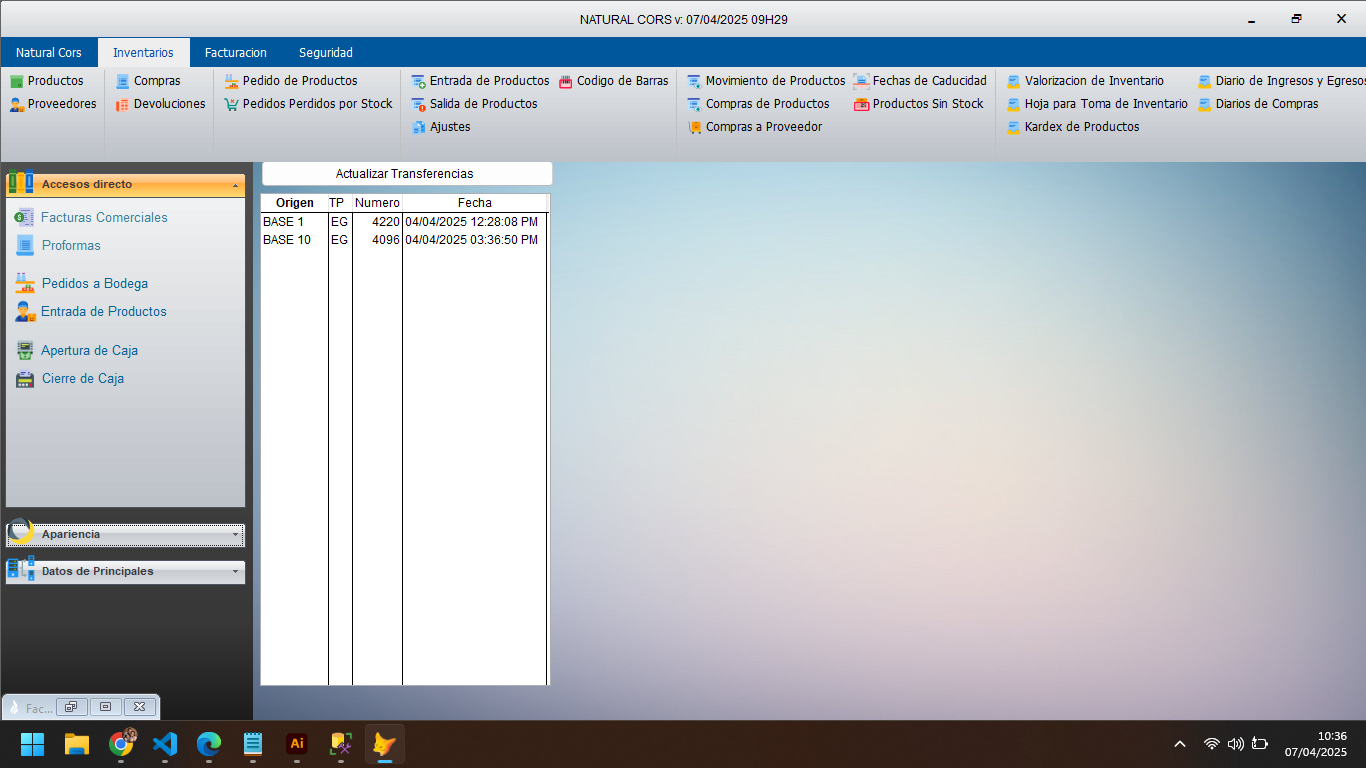 NATURAL CORS v: 07/04/2025 09H29
Natural Cors Inventarios Facturacion Seguridad
Productos Compras Pedido de Productos Entrada de Productos Codigo de Barras Movimiento de Productos Fechas de Caducidad Valorizacion de Inventario Diario de Ingresos y Egresos
Proveedores Devoluciones Pedidos Perdidos por Stock Salida de Productos Compras de Productos Productos Sin Stock Hoja para Toma de Inventario Diarios de Compras
Ajustes Compras a Proveedor Kardex de Productos
Actualizar Transferencias
Accesos directo
Facturas Comerciales
Proformas
Pedidos a Bodega
Entrada de Productos
Apertura de Caja
Cierre de Caja
Apariencia
Datos de Principales
Origen TP Numero Fecha
BASE 1 EG 4220 04/04/2025 12:28:08 PM
BASE 10 EG 4096 04/04/2025 03:36:50 PM
Fac...
Ai
10:36
07/04/2025